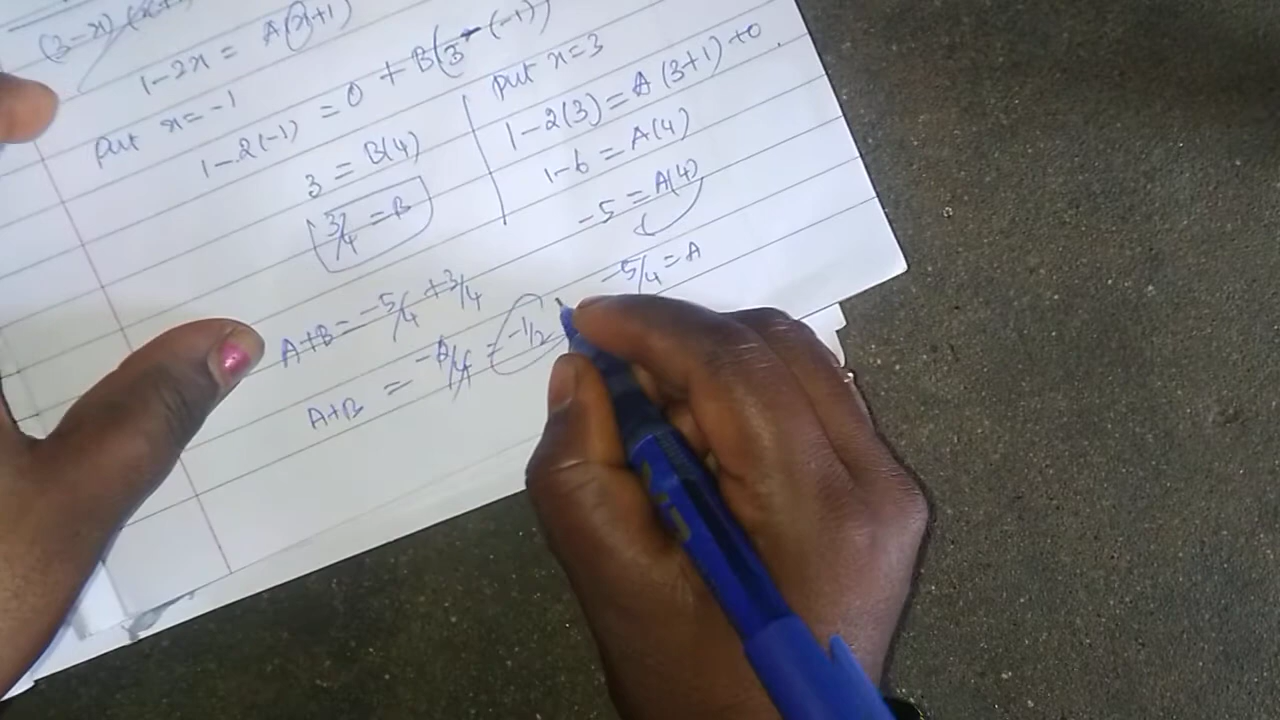 (3-x)
1-2x = A(x+1)
Put x=-1
1-2(-1) = 0 + B(3-(-1))
3 = B(4)
3/4 = B
Put x=3
1-2(3) = A(3+1)+0.
1-6 = A(4)
-5 = A(4)
-5/4 = A
A+B = -5/4 + 3/4
A+B = -2/4 = -1/2